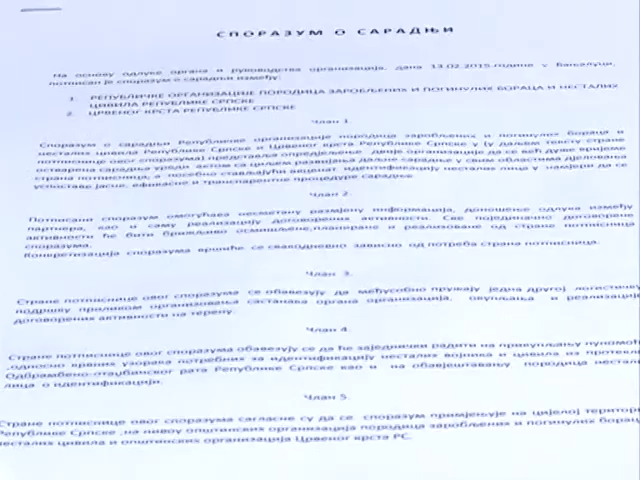 СПОРАЗУМ О САРАДЊИ
На основу одлуке органа и руководства организација, дана 13.02.2015.године у Бањалуци,
потписан је споразум о сарадњи између:
1. РЕПУБЛИЧКЕ ОРГАНИЗАЦИЈЕ ПОРОДИЦА ЗАРОБЉЕНИХ И ПОГИНУЛИХ БОРАЦА И НЕСТАЛИХ
ЦИВИЛА РЕПУБЛИКЕ СРПСКЕ
2. ЦРВЕНОГ КРСТА РЕПУБЛИКЕ СРПСКЕ
Члан 1.
Споразум о сарадњи Републичке организације породица заробљених и погинулих бораца и
несталих цивила Републике Српске и Црвеног крста Републике Српске у (у даљем тексту стране
потписнице овог споразума) представља опредјељење двије организације да се већ дуже вријеме
остварена сарадња уреди актом са циљем развијања даљње сарадње у свим областима дјеловања
страна потписница, а посебно стављајући акценат идентификацију несталих лица у намјери да се
успоставе јасне, ефикасне и транспарентне процедуре сарадње.
Члан 2.
Потписани споразум омогућава несметану размјену информација, доношење одлука између
партнера, као и саму реализацију договорених активности. Све појединачно договорене
активности ће бити брижљиво осмишљене,планиране и реализоване од стране потписница
споразума.
Конкретизација споразума вршиће се свакодневно зависно од потреба страна потписница.
Члан 3.
Стране потписнице овог споразума се обавезују да међусобно пружају једна другој логистичку
подршку приликом организовања састанака органа организација, окупљања и реализациј
договорених активности на терену.
Члан 4.
Стране потписнице овог споразума обавезују се да ће заједнички радити на прикупљању пуномоћ
,односно крвних узорака потребних за идентификацију несталих војника и цивила из протекл
Одбрамбено-отаџбинског рата Републике Српске као и на обавјештавању породица нестал
лица о идентификацији.
Члан 5.
Стране потписнице овог споразума сагласне су да се споразум примјењује на цијелој територи
Републике Српске ,на нивоу општинских организација породица заробљених и погинулих борац
несталих цивила и општинских организација Црвеног крста РС.